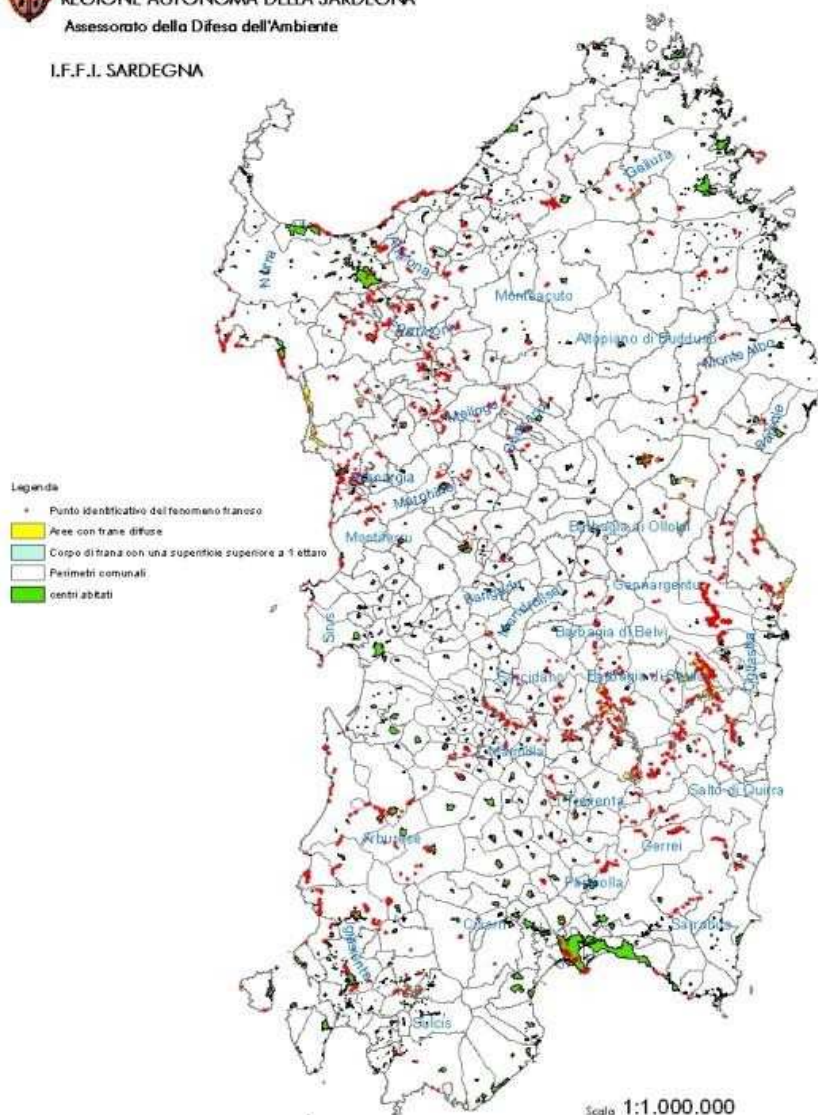 REGIONE AUTONOMA DELLA SARDEGNA
Assessorato della Difesa dell'Ambiente
I.F.F.I. SARDEGNA
Gallura
Nurra
Monteacuto
Altopiano di Buddusò
Monte Albo
Meilogu
Baronie
Planargia
Marghine
Legenda
Punto identificativo del fenomeno franoso
Aree con frane diffuse
Corpo di frana con una superficie superiore a 1 ettaro
Perimetri comunali
centri abitati
Montiferru
Barbagia di Ollolai
Gennargentu
Mandrolisai
Sinis
Barbagia di Belvì
Ogliastra
Sarcidano
Barbagia di Seulo
Marmilla
Salto di Quirra
Trexenta
Arburese
Gerrei
Parteolla
Sarrabus
Iglesiente
Sulcis
Scala 1:1.000.000